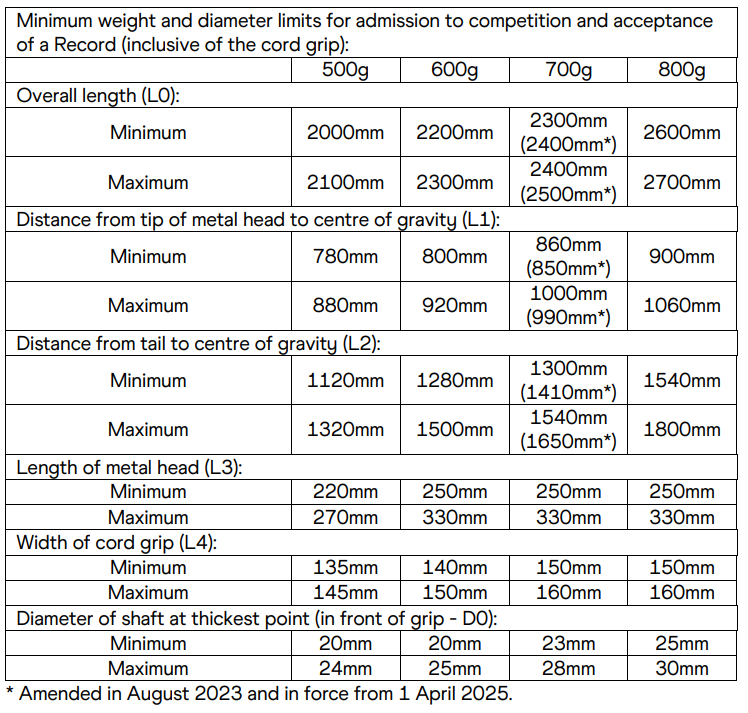 Minimum weight and diameter limits for admission to competition and acceptance
of a Record (inclusive of the cord grip):
500g 600g 700g 800g
Overall length (L0):
Minimum 2000mm 2200mm 2300mm (2400mm*) 2600mm
Maximum 2100mm 2300mm 2400mm (2500mm*) 2700mm
Distance from tip of metal head to centre of gravity (L1):
Minimum 780mm 800mm 860mm (850mm*) 900mm
Maximum 880mm 920mm 1000mm (990mm*) 1060mm
Distance from tail to centre of gravity (L2):
Minimum 1120mm 1280mm 1300mm (1410mm*) 1540mm
Maximum 1320mm 1500mm 1540mm (1650mm*) 1800mm
Length of metal head (L3):
Minimum 220mm 250mm 250mm 250mm
Maximum 270mm 330mm 330mm 330mm
Width of cord grip (L4):
Minimum 135mm 140mm 150mm 150mm
Maximum 145mm 150mm 160mm 160mm
Diameter of shaft at thickest point (in front of grip - D0):
Minimum 20mm 20mm 23mm 25mm
Maximum 24mm 25mm 28mm 30mm
* Amended in August 2023 and in force from 1 April 2025.